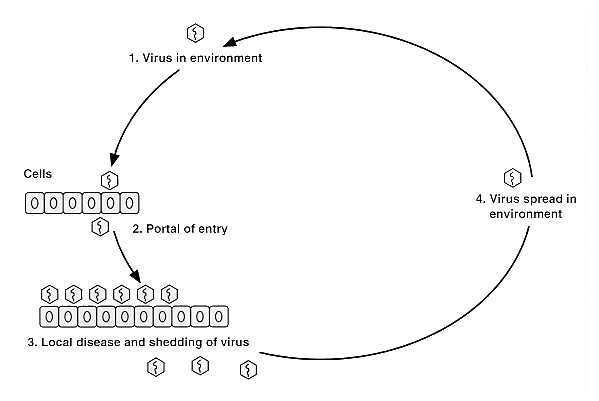 1. Virus in environment
Cells
2. Portal of entry
3. Local disease and shedding of virus
4. Virus spread in
environment